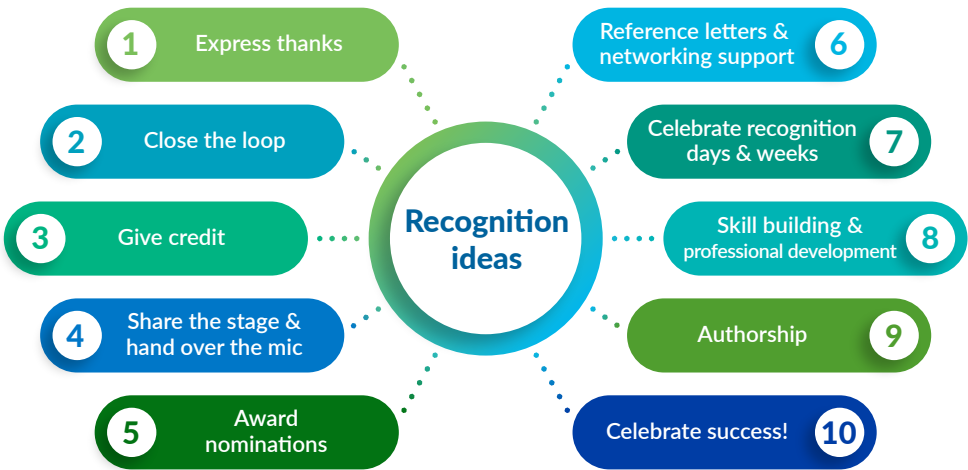 1
Express thanks
2
Close the loop
3
Give credit
4
Share the stage &
hand over the mic
5
Award
nominations
Recognition
ideas
Reference letters &
networking support
6
Celebrate recognition
days & weeks
7
Skill building &
professional development
8
Authorship
9
Celebrate success!
10